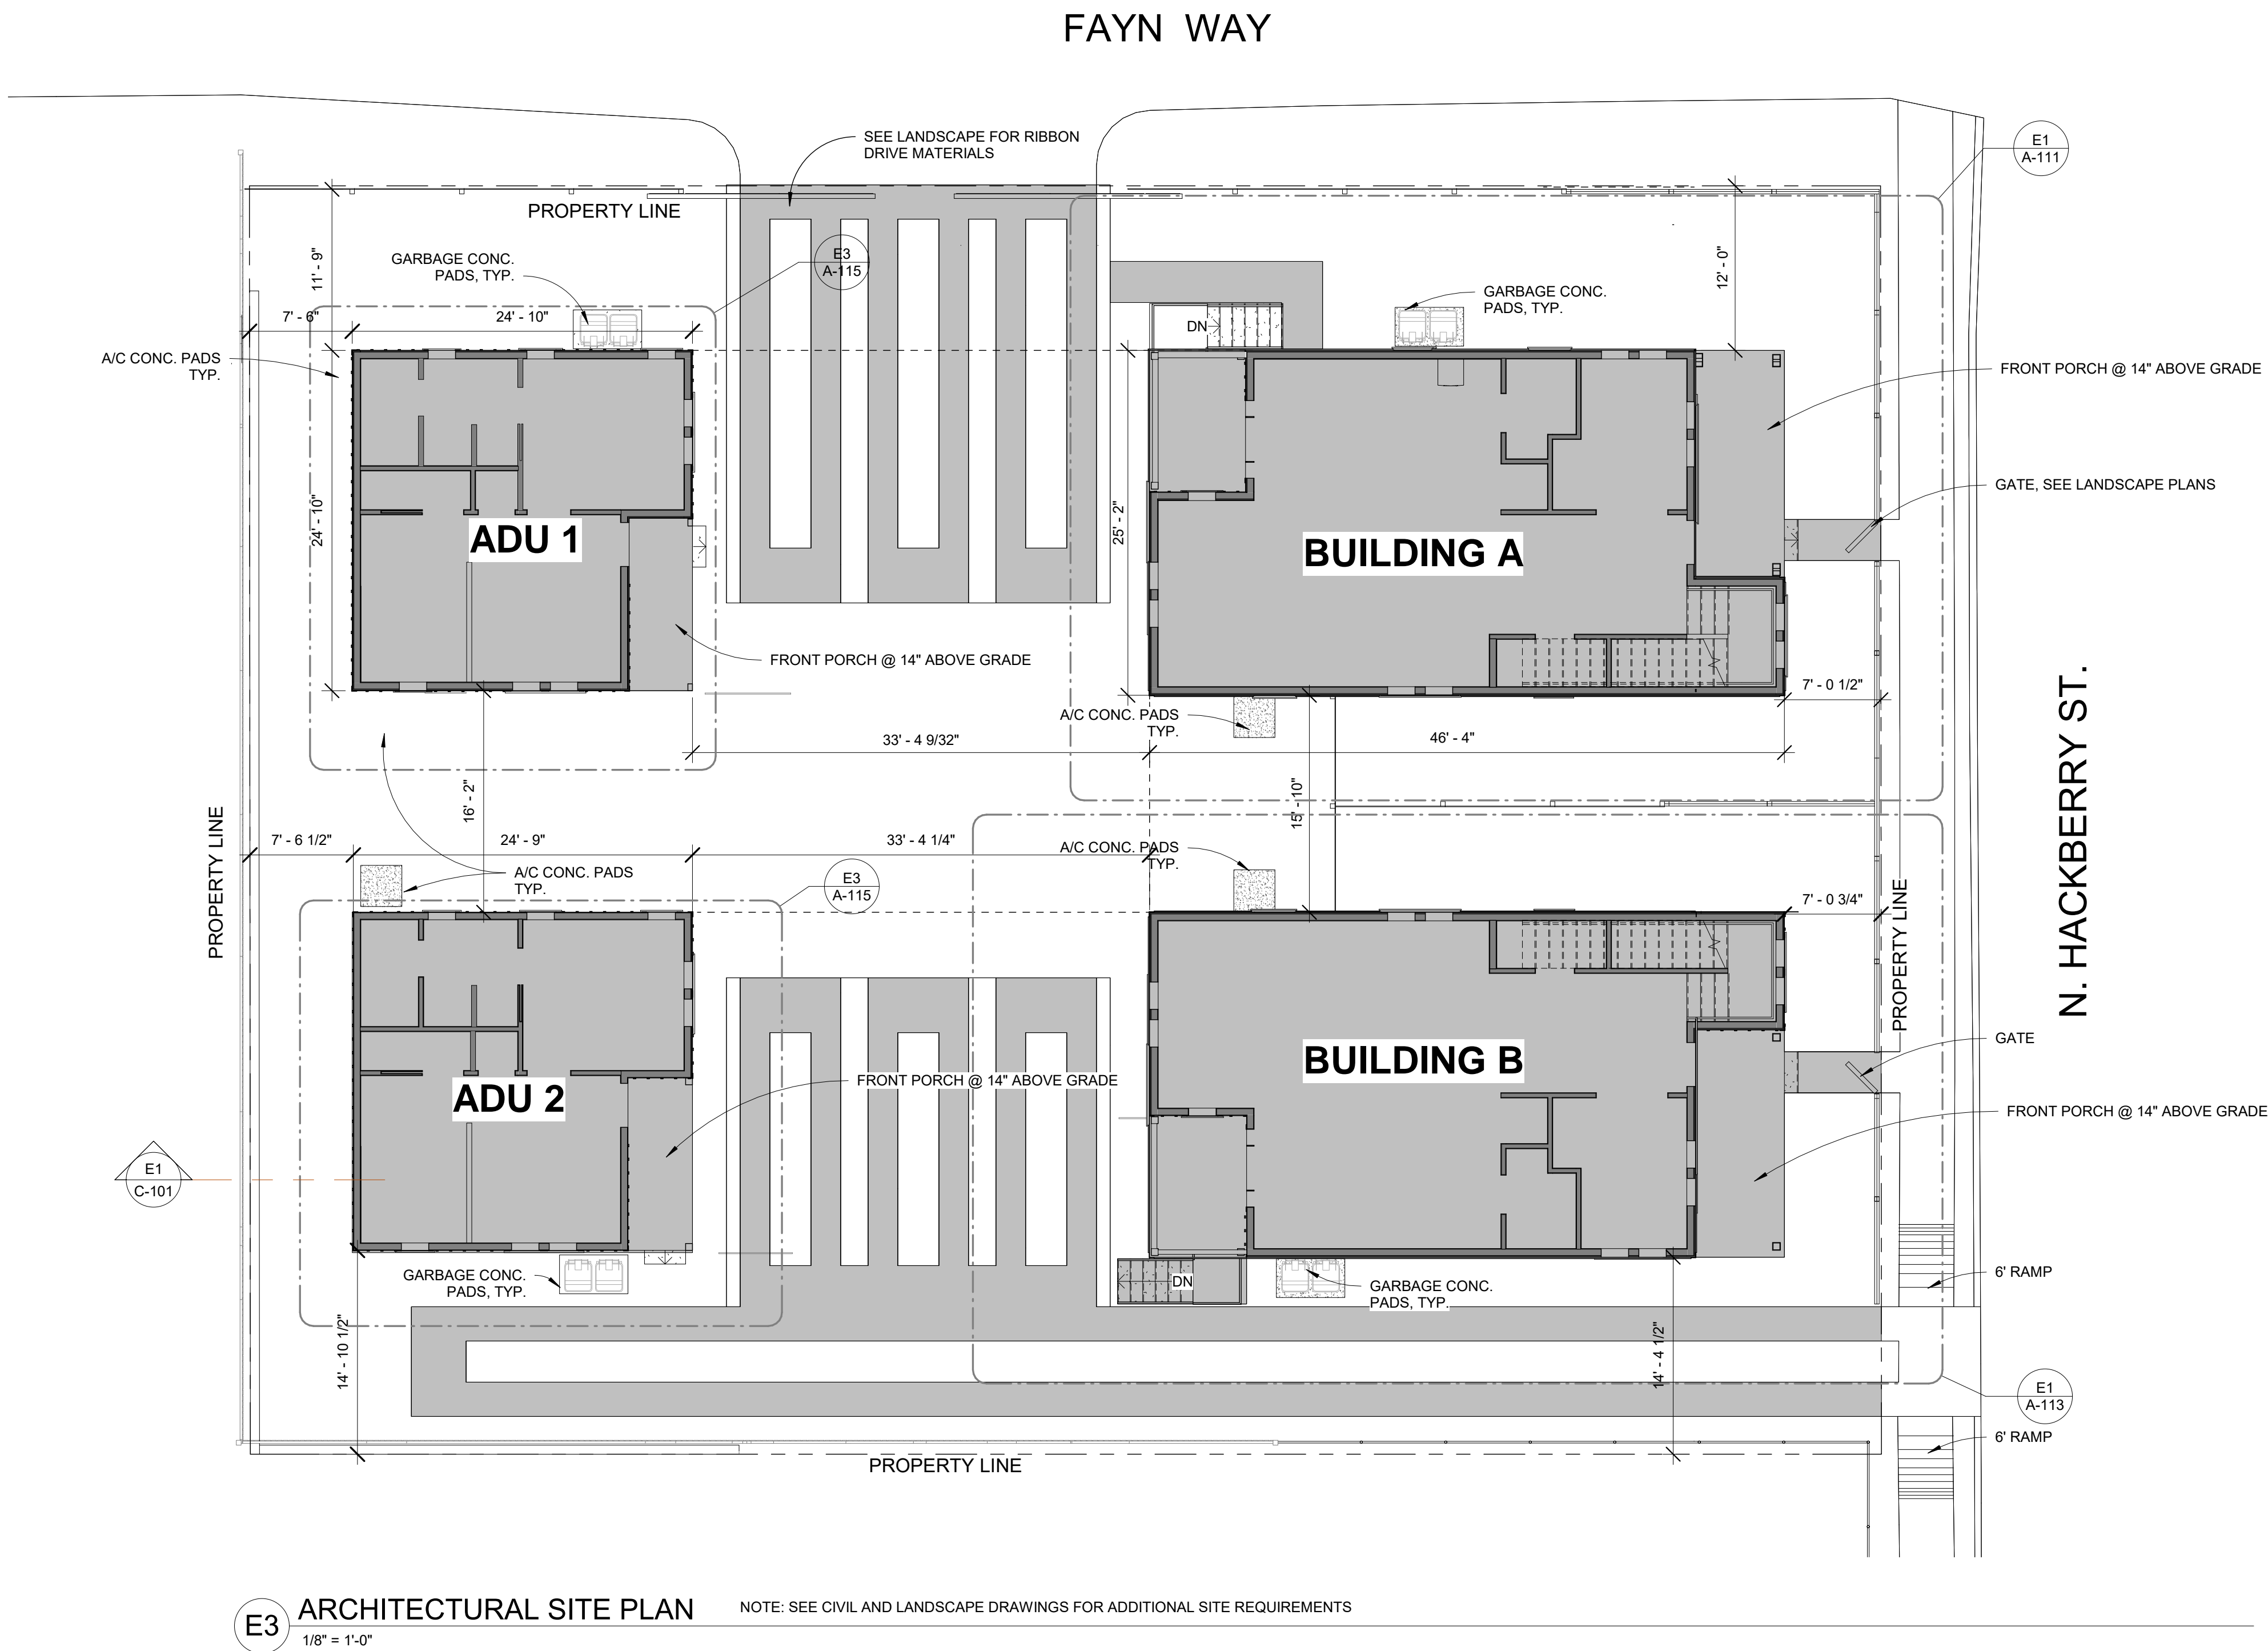 FAYN WAY
SEE LANDSCAPE FOR RIBBON
DRIVE MATERIALS
E1
A-111
PROPERTY LINE
11' - 9"
GARBAGE CONC.
PADS, TYP.
E3
A-115
12' - 0"
GARBAGE CONC.
PADS, TYP.
7' - 6"
24' - 10"
DN
A/C CONC. PADS
TYP.
FRONT PORCH @ 14" ABOVE GRADE
GATE, SEE LANDSCAPE PLANS
24' - 10"
ADU 1
25' - 2"
BUILDING A
FRONT PORCH @ 14" ABOVE GRADE
7' - 0 1/2"
A/C CONC. PADS
TYP.
33' - 4 9/32"
46' - 4"
N. HACKBERRY ST.
16' - 2"
15' - 10"
PROPERTY LINE
7' - 6 1/2"
24' - 9"
33' - 4 1/4"
A/C CONC. PADS
TYP.
A/C CONC. PADS
TYP.
E3
A-115
7' - 0 3/4"
PROPERTY LINE
GATE
BUILDING B
FRONT PORCH @ 14" ABOVE GRADE
ADU 2
FRONT PORCH @ 14" ABOVE GRADE
E1
C-101
GARBAGE CONC.
PADS, TYP.
DN
GARBAGE CONC.
PADS, TYP.
6' RAMP
14' - 10 1/2"
14' - 4 1/2"
E1
A-113
6' RAMP
PROPERTY LINE
E3
ARCHITECTURAL SITE PLAN
NOTE: SEE CIVIL AND LANDSCAPE DRAWINGS FOR ADDITIONAL SITE REQUIREMENTS
1/8" = 1'-0"